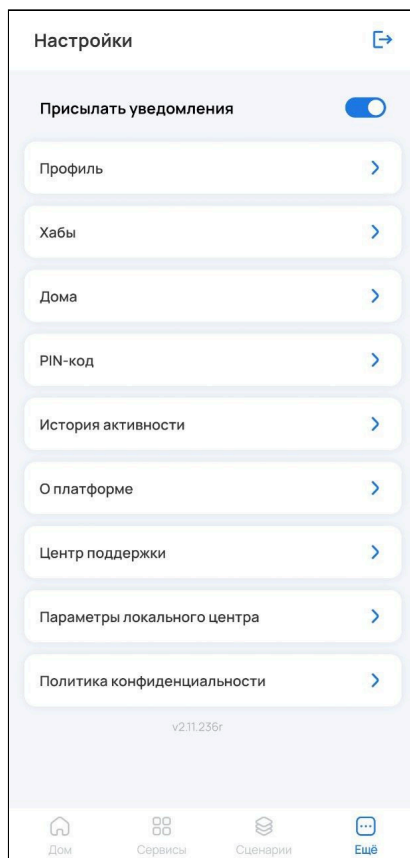 Настройки
Присылать уведомления
Профиль
Хабы
Дома
PIN-код
История активности
О платформе
Центр поддержки
Параметры локального центра
Политика конфиденциальности
v2.11.236r
Дом
Сервисы
Сценарии
Ещё